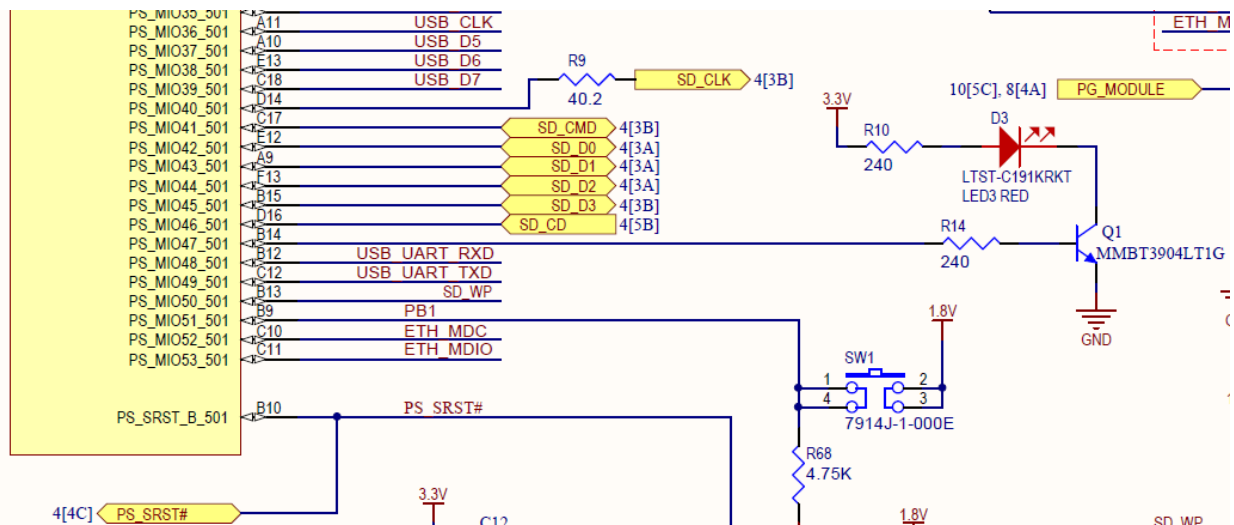 PS_MIO35_501
PS_MIO36_501 A11 USB_CLK
PS_MIO37_501 A10 USB_D5
PS_MIO38_501 E13 USB_D6
PS_MIO39_501 C18 USB_D7
PS_MIO40_501 D14
R9
40.2
SD_CLK 4[3B]
PS_MIO41_501 C17 SD_CMD 4[3B]
PS_MIO42_501 E12 SD_D0 4[3A]
PS_MIO43_501 A9 SD_D1 4[3A]
PS_MIO44_501 F13 SD_D2 4[3A]
PS_MIO45_501 B15 SD_D3 4[3B]
PS_MIO46_501 D16 SD_CD 4[5B]
PS_MIO47_501 B14
PS_MIO48_501 B12 USB_UART_RXD
PS_MIO49_501 C12 USB_UART_TXD
PS_MIO50_501 B13 SD_WP
PS_MIO51_501 B9 PB1
PS_MIO52_501 C10 ETH_MDC
PS_MIO53_501 C11 ETH_MDIO
PS_SRST_B_501 B10 PS_SRST#
4[4C] PS_SRST#
3.3V
C12
ETH_M
10[5C], 8[4A] PG_MODULE
3.3V
R10
240
D3
LTST-C191KRKT
LED3 RED
R14
240
Q1
MMBT3904LT1G
GND
1.8V
SW1
1 2
4 3
7914J-1-000E
R68
4.75K
1.8V
SD_WP